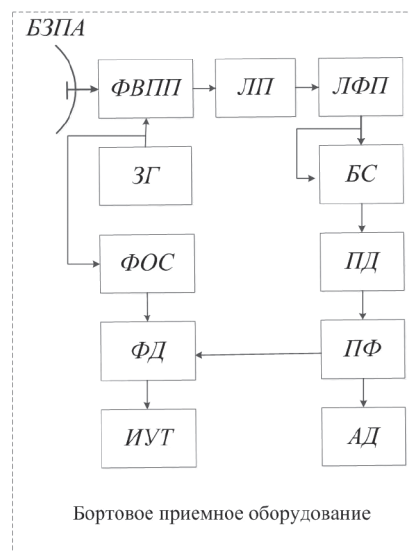 БЗПА
ФВПП ЛП ЛФП
ЗГ БС
ФОС ПД
ФД ПФ
ИУТ АД
Бортовое приемное оборудование